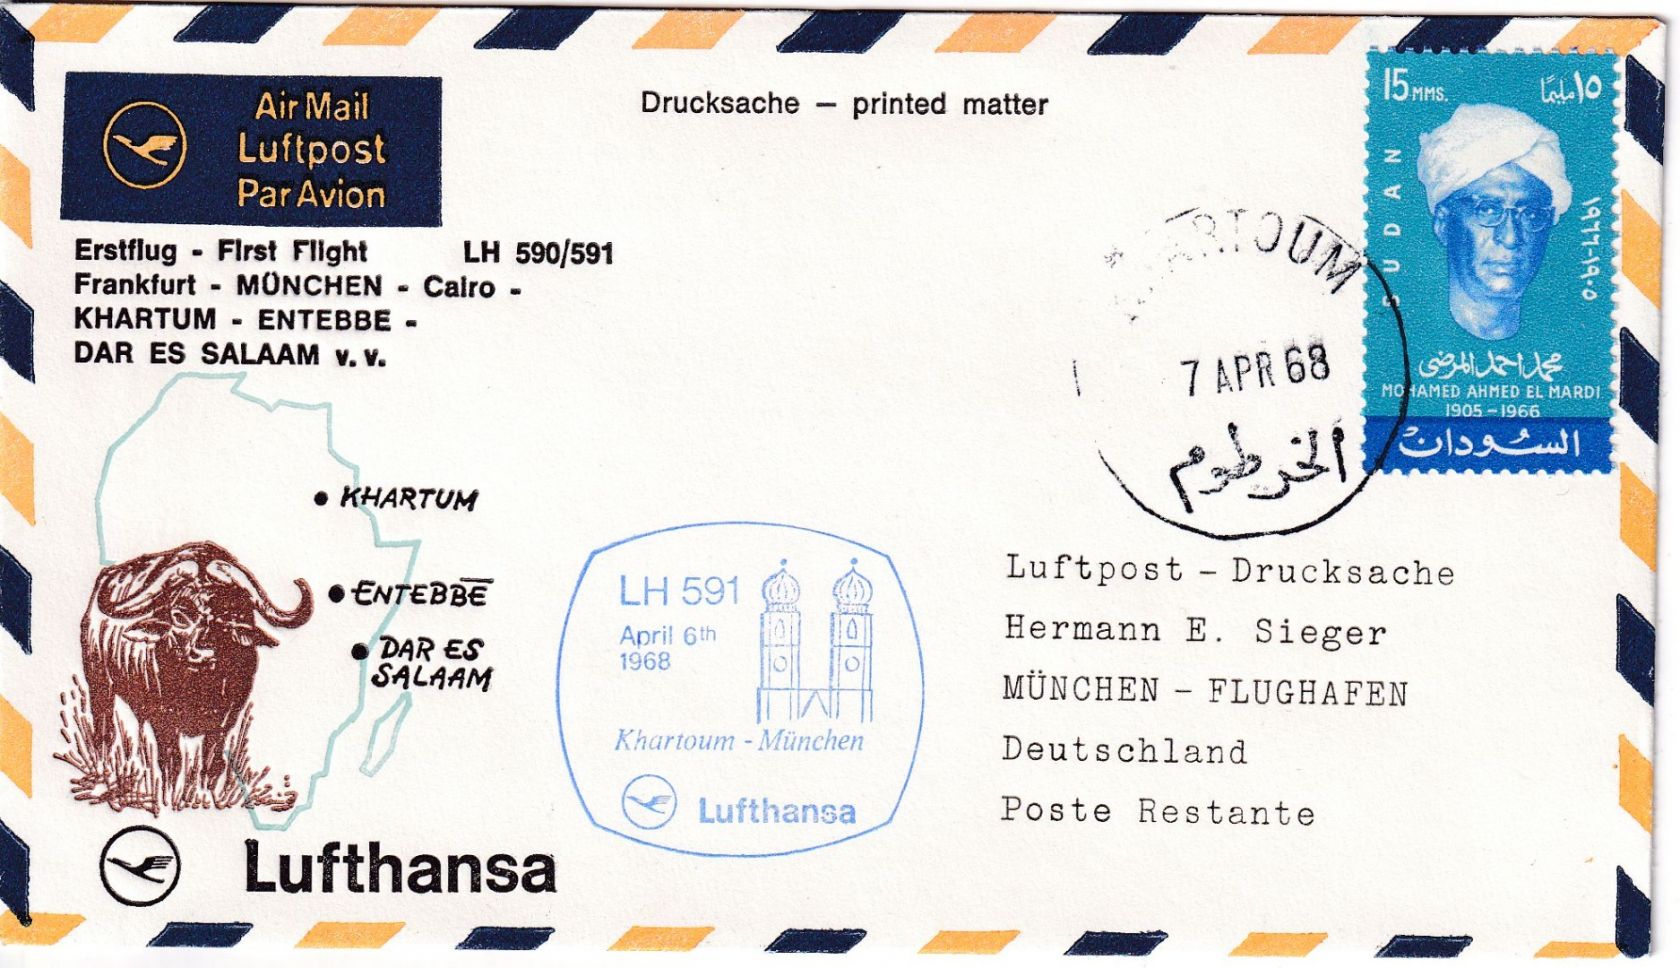 Air Mail
Luftpost
Par Avion
Drucksache – printed matter
Erstflug - First Flight LH 590/591
Frankfurt - MÜNCHEN - Cairo -
KHARTUM - ENTEBBE -
DAR ES SALAAM v. v.
15 MMS.
١٥ مليما
SUDAN
١٩٠٥-١٩٦٦
محمد احمد المرضى
MOHAMED AHMED EL MARDI
1905 – 1966
السودان
KHARTOUM
7 APR 68
الخرطوم
KHARTUM
ENTEBBE
DAR ES
SALAAM
LH 591
April 6th
1968
Khartoum - München
Lufthansa
Luftpost – Drucksache
Hermann E. Sieger
MÜNCHEN – FLUGHAFEN
Deutschland
Poste Restante
Lufthansa